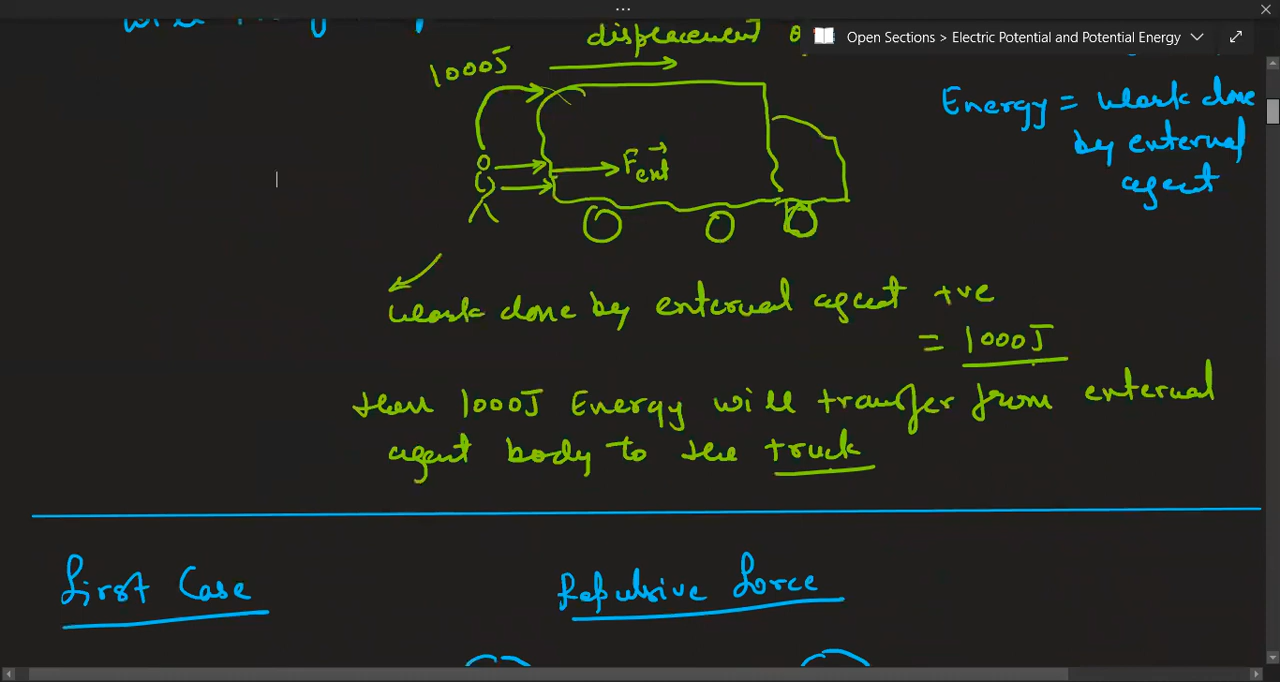 Open Sections > Electric Potential and Potential Energy
will
displacement
1000J
Energy = work done
by external
agent
F ext
work done by external agent +ve
= 1000J
then 1000J Energy will transfer from external
agent body to the truck
First Case
Repulsive force